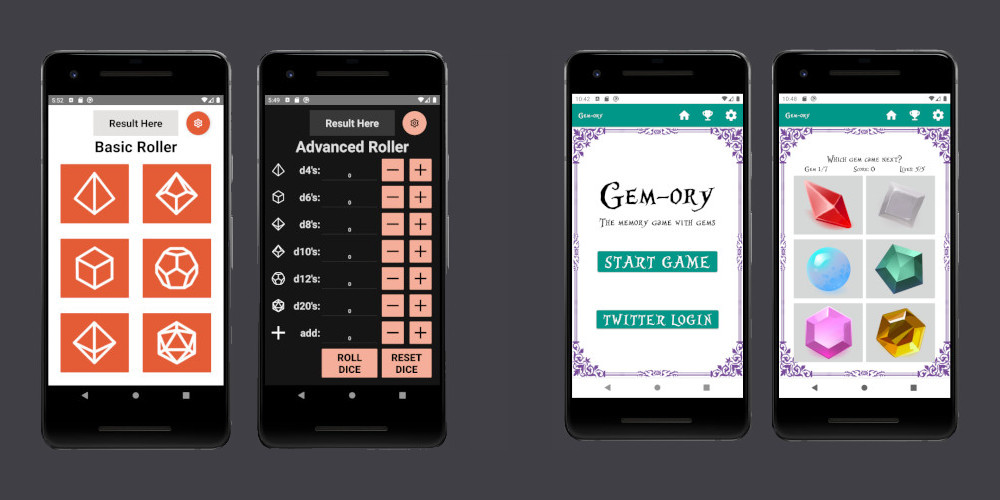 5:52
Result Here
Basic Roller
5:49
Result Here
Advanced Roller
d4's: 0
d6's: 0
d8's: 0
d10's: 0
d12's: 0
d20's: 0
add: 0
ROLL DICE
RESET DICE
10:42
Gem-ory
Gem-ory
The memory game with gems
START GAME
TWITTER LOGIN
10:48
Gem-ory
Which gem came next?
Gem 1/7 Score: 0 Lives: 5/5